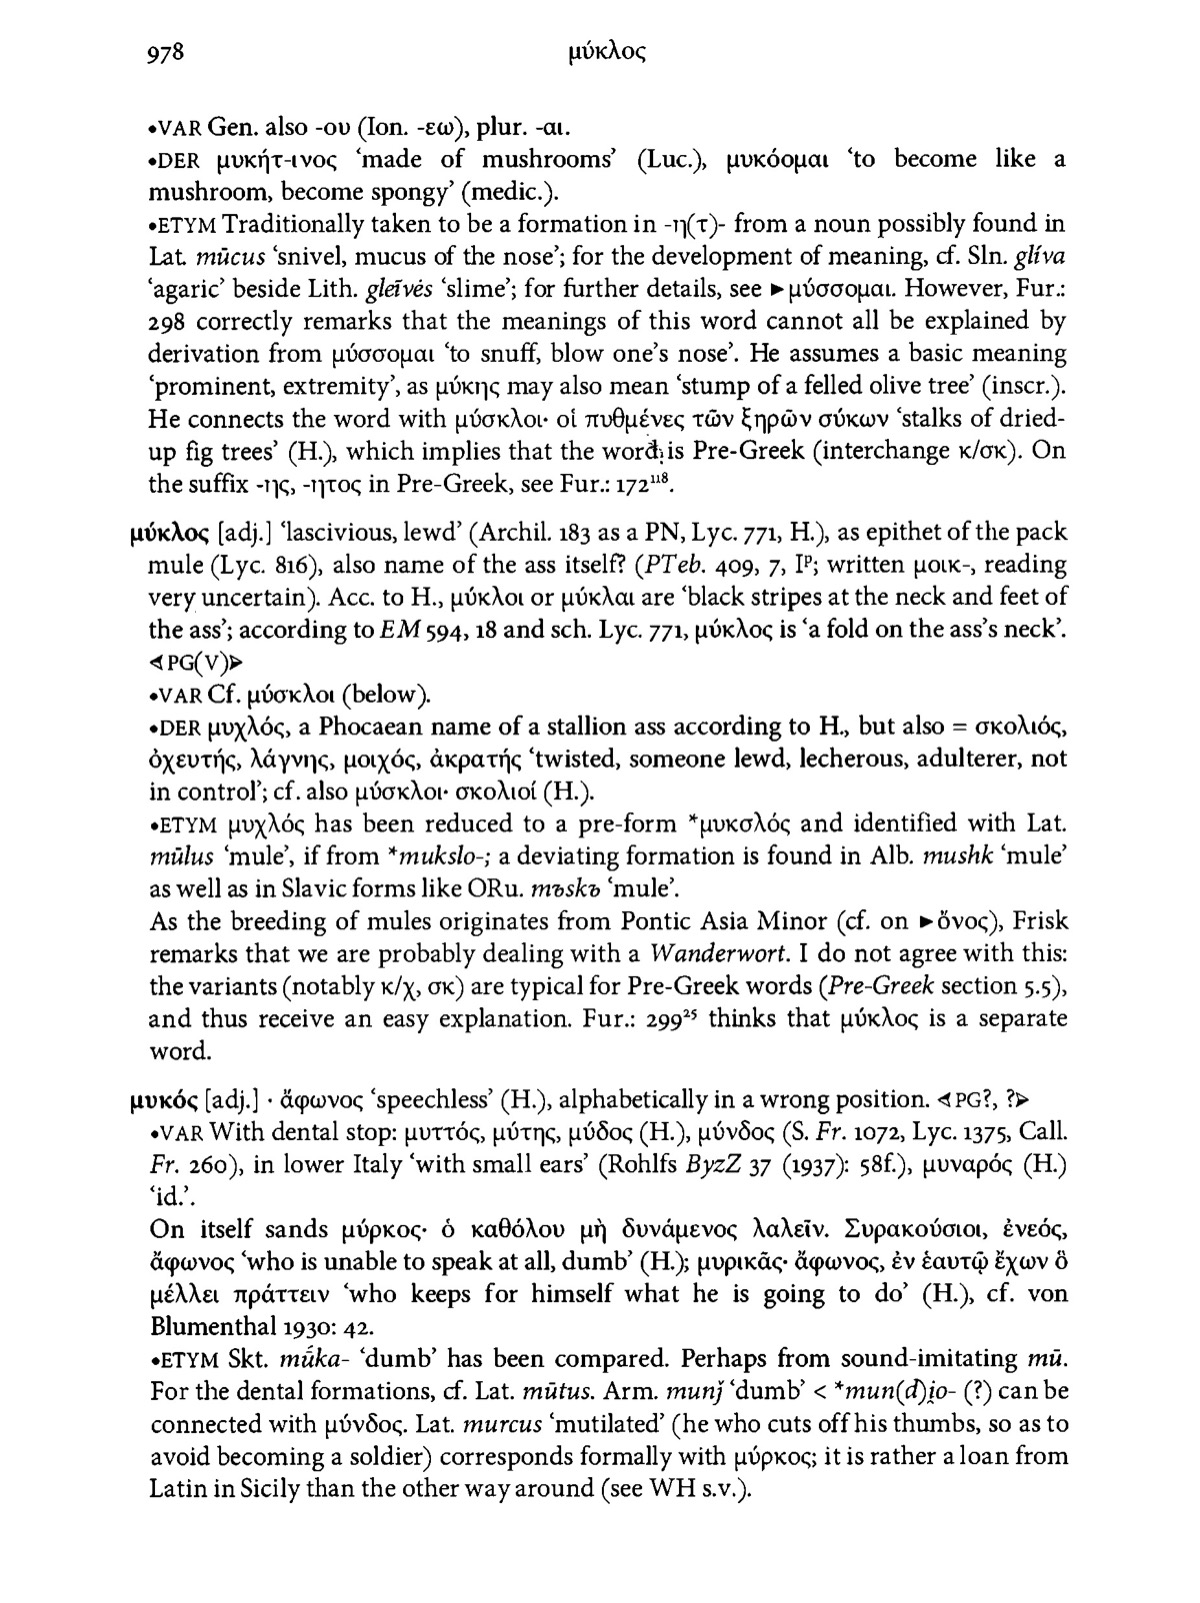 978 μύκλος
•VAR Gen. also -ου (Ion. -εω), plur. -αι.
•DER μυκήτ-ινος ‘made of mushrooms’ (Luc.), μυκόομαι ‘to become like a
mushroom, become spongy’ (medic.).
•ETYM Traditionally taken to be a formation in -η(τ)- from a noun possibly found in
Lat. mūcus ‘snivel, mucus of the nose’; for the development of meaning, cf. Sln. glíva
‘agaric’ beside Lith. gleĩvės ‘slime’; for further details, see ►μύσσομαι. However, Fur.:
298 correctly remarks that the meanings of this word cannot all be explained by
derivation from μύσσομαι ‘to snuff, blow one’s nose’. He assumes a basic meaning
‘prominent, extremity’, as μύκης may also mean ‘stump of a felled olive tree’ (inscr.).
He connects the word with μύσκλοι· οἱ πυθμένες τῶν ξηρῶν σύκων ‘stalks of dried-
up fig trees’ (H.), which implies that the word is Pre-Greek (interchange κ/σκ). On
the suffix -ης, -ητος in Pre-Greek, see Fur.: 172¹¹⁸.
μύκλος [adj.] ‘lascivious, lewd’ (Archil. 183 as a PN, Lyc. 771, H.), as epithet of the pack
mule (Lyc. 816), also name of the ass itself? (PTeb. 409, 7, Iᵖ; written μοικ-, reading
very uncertain). Acc. to H., μύκλοι or μύκλαι are ‘black stripes at the neck and feet of
the ass’; according to EM 594, 18 and sch. Lyc. 771, μύκλος is ‘a fold on the ass’s neck’.
⋖PG(V)⋗
•VAR Cf. μύσκλοι (below).
•DER μυχλός, a Phocaean name of a stallion ass according to H., but also = σκολιός,
ὀχευτής, λάγνης, μοιχός, ἀκρατής ‘twisted, someone lewd, lecherous, adulterer, not
in control’; cf. also μύσκλοι· σκολιοί (H.).
•ETYM μυχλός has been reduced to a pre-form *μυκσλός and identified with Lat.
mūlus ‘mule’, if from *mukslo-; a deviating formation is found in Alb. mushk ‘mule’
as well as in Slavic forms like ORu. mъskъ ‘mule’.
As the breeding of mules originates from Pontic Asia Minor (cf. on ►ὄνος), Frisk
remarks that we are probably dealing with a Wanderwort. I do not agree with this:
the variants (notably κ/χ, σκ) are typical for Pre-Greek words (Pre-Greek section 5.5),
and thus receive an easy explanation. Fur.: 299²⁵ thinks that μύκλος is a separate
word.
μυκός [adj.] · ἄφωνος ‘speechless’ (H.), alphabetically in a wrong position. ⋖PG?, ?⋗
•VAR With dental stop: μυττός, μύτης, μύδος (H.), μύνδος (S. Fr. 1072, Lyc. 1375, Call.
Fr. 260), in lower Italy ‘with small ears’ (Rohlfs ByzZ 37 (1937): 58f.), μυναρός (H.)
‘id.’.
On itself sands μύρκος· ὁ καθόλου μὴ δυνάμενος λαλεῖν. Συρακούσιοι, ἐνεός,
ἄφωνος ‘who is unable to speak at all, dumb’ (H.); μυρικᾶς· ἄφωνος, ἐν ἑαυτῷ ἔχων ὃ
μέλλει πράττειν ‘who keeps for himself what he is going to do’ (H.), cf. von
Blumenthal 1930: 42.
•ETYM Skt. mū́ka- ‘dumb’ has been compared. Perhaps from sound-imitating mū.
For the dental formations, cf. Lat. mūtus. Arm. munǰ ‘dumb’ < *mun(d)i̯o- (?) can be
connected with μύνδος. Lat. murcus ‘mutilated’ (he who cuts off his thumbs, so as to
avoid becoming a soldier) corresponds formally with μύρκος; it is rather a loan from
Latin in Sicily than the other way around (see WH s.v.).